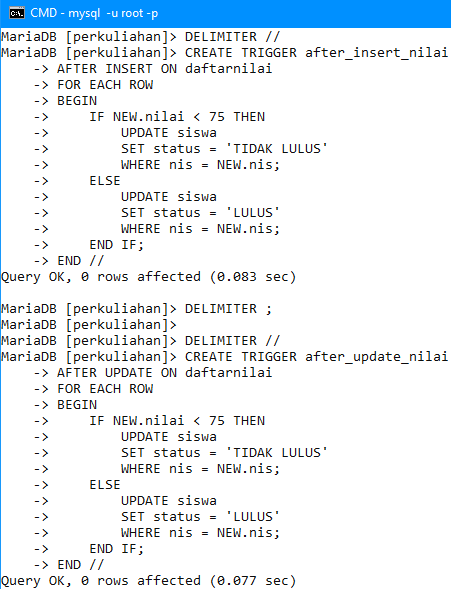 CMD - mysql -u root -p
MariaDB [perkuliahan]> DELIMITER //
MariaDB [perkuliahan]> CREATE TRIGGER after_insert_nilai
    -> AFTER INSERT ON daftarnilai
    -> FOR EACH ROW
    -> BEGIN
    ->     IF NEW.nilai < 75 THEN
    ->         UPDATE siswa
    ->         SET status = 'TIDAK LULUS'
    ->         WHERE nis = NEW.nis;
    ->     ELSE
    ->         UPDATE siswa
    ->         SET status = 'LULUS'
    ->         WHERE nis = NEW.nis;
    ->     END IF;
    -> END //
Query OK, 0 rows affected (0.083 sec)

MariaDB [perkuliahan]> DELIMITER ;
MariaDB [perkuliahan]>
MariaDB [perkuliahan]> DELIMITER //
MariaDB [perkuliahan]> CREATE TRIGGER after_update_nilai
    -> AFTER UPDATE ON daftarnilai
    -> FOR EACH ROW
    -> BEGIN
    ->     IF NEW.nilai < 75 THEN
    ->         UPDATE siswa
    ->         SET status = 'TIDAK LULUS'
    ->         WHERE nis = NEW.nis;
    ->     ELSE
    ->         UPDATE siswa
    ->         SET status = 'LULUS'
    ->         WHERE nis = NEW.nis;
    ->     END IF;
    -> END //
Query OK, 0 rows affected (0.077 sec)